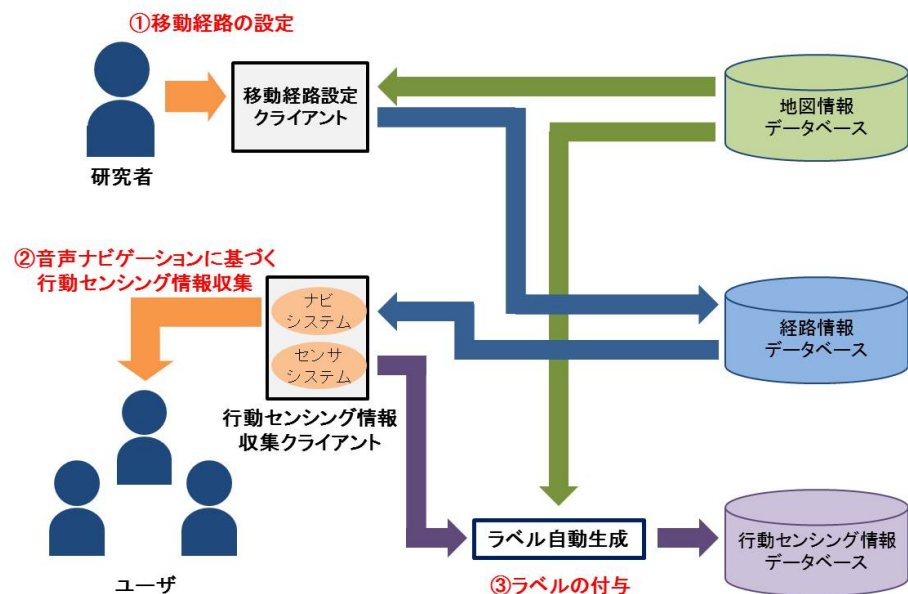 ①移動経路の設定
移動経路設定
クライアント
研究者
地図情報
データベース
②音声ナビゲーションに基づく
行動センシング情報収集
ナビ
システム
センサ
システム
行動センシング情報
収集クライアント
経路情報
データベース
ユーザ
ラベル自動生成
③ラベルの付与
行動センシング情報
データベース